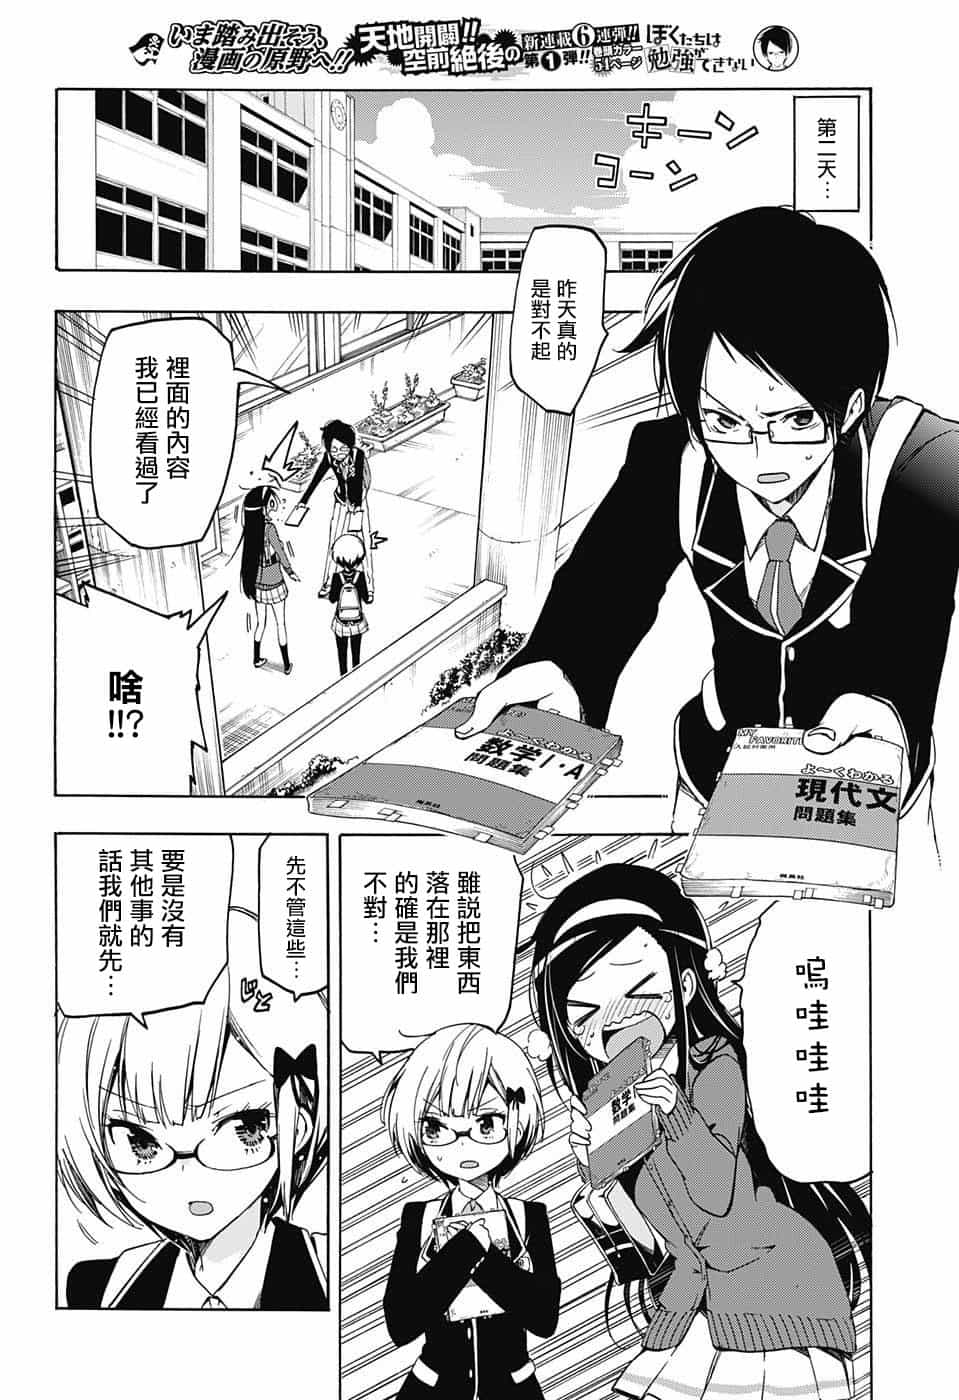 いま踏み出そう、
漫画の原野へ!!
天地開闢!!
空前絶後の
新連載6連弾!!
第1弾!!
巻頭カラー
51ページ
ぼくたちは
勉強ができない
第二天…
キーン
コーン
昨天真的
是對不起
裡面的內容
我已經看過了
啥
!!?
よ〜くわかる
数学I・A
問題集
MY
FAVORITE
よ〜くわかる
現代文
問題集
嗚哇哇哇
数学
問題集
雖説把東西
落在那裡
的確是我們
不對…
先不管這些…
要是沒有
其他事的
話我們就先…
じと